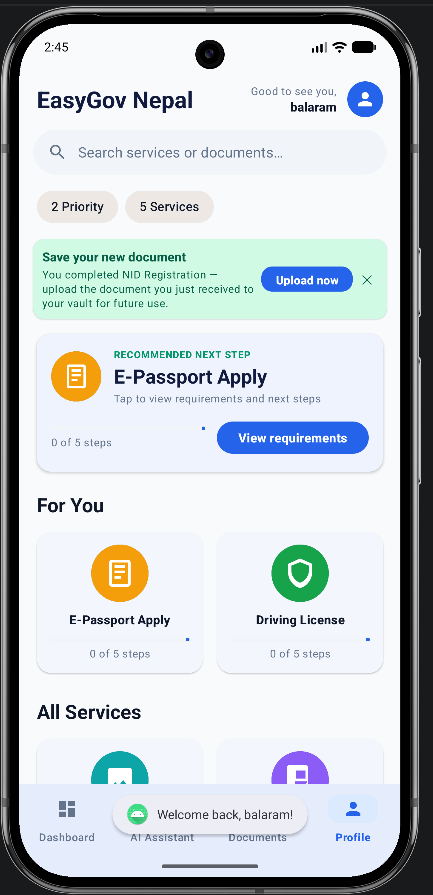 2:45
EasyGov Nepal
Good to see you,
balaram
Search services or documents...
2 Priority
5 Services
Save your new document
You completed NID Registration —
upload the document you just received to
your vault for future use.
Upload now
RECOMMENDED NEXT STEP
E-Passport Apply
Tap to view requirements and next steps
0 of 5 steps
View requirements
For You
E-Passport Apply
0 of 5 steps
Driving License
0 of 5 steps
All Services
Welcome back, balaram!
Dashboard
AI Assistant
Documents
Profile